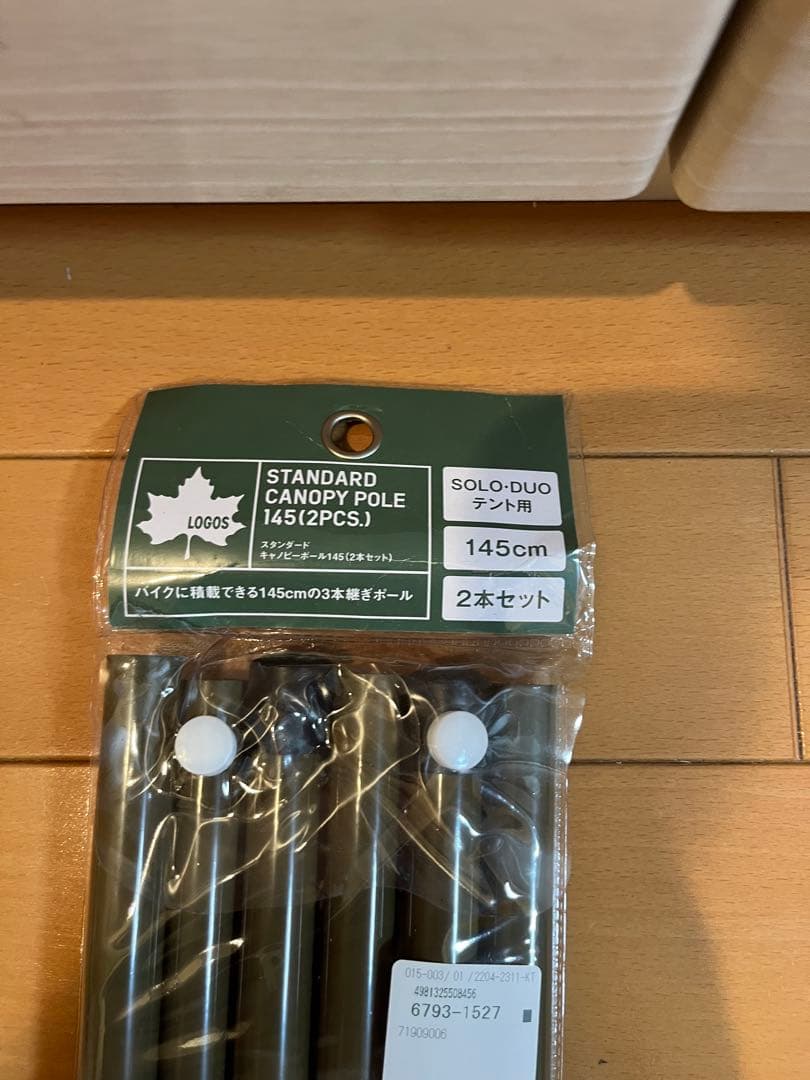 LOGOS
STANDARD
CANOPY POLE
145(2PCS.)
スタンダード
キャノピーポール145(2本セット)
バイクに積載できる145cmの3本継ぎポール
SOLO・DUO
テント用
145cm
2本セット
015-003/ 01 /2204-2311-KT
4981325508456
6793-1527
71909006